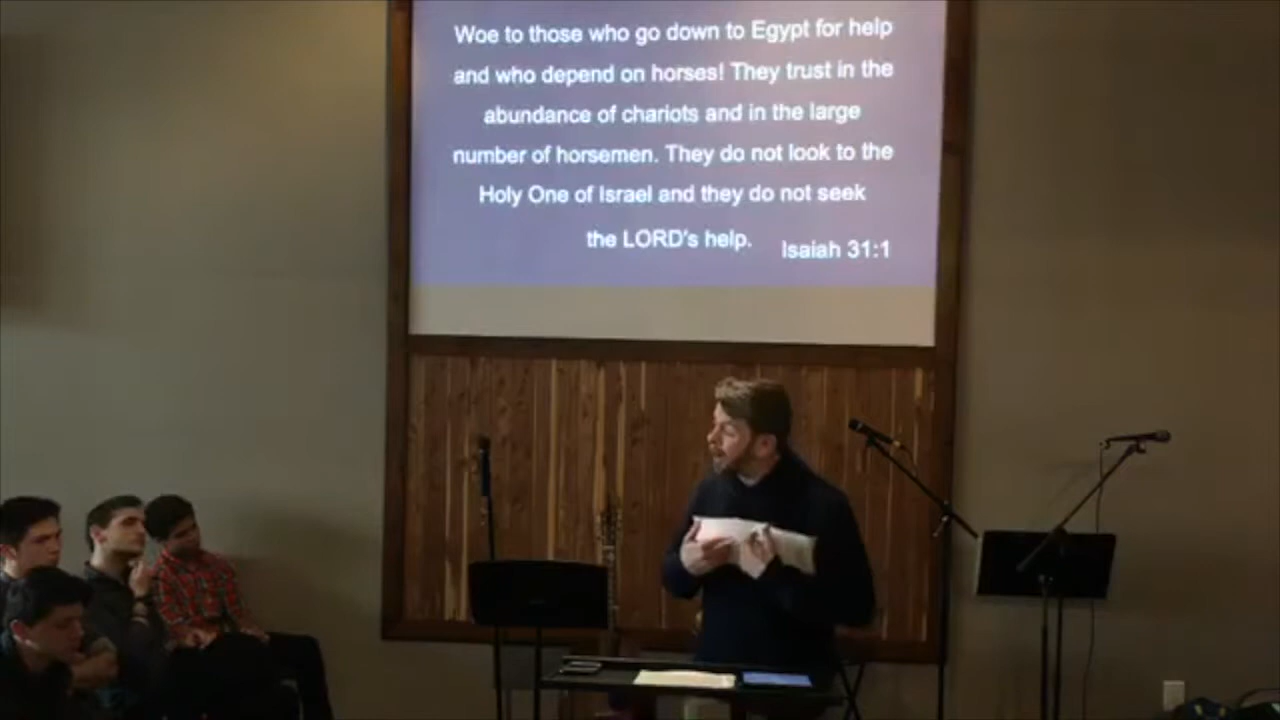 Woe to those who go down to Egypt for help
and who depend on horses! They trust in the
abundance of chariots and in the large
number of horsemen. They do not look to the
Holy One of Israel and they do not seek
the LORD's help.
Isaiah 31:1